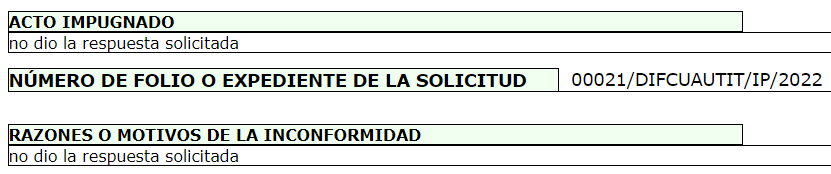 ACTO IMPUGNADO
no dio la respuesta solicitada
NÚMERO DE FOLIO O EXPEDIENTE DE LA SOLICITUD 00021/DIFCUAUTIT/IP/2022
RAZONES O MOTIVOS DE LA INCONFORMIDAD
no dio la respuesta solicitada